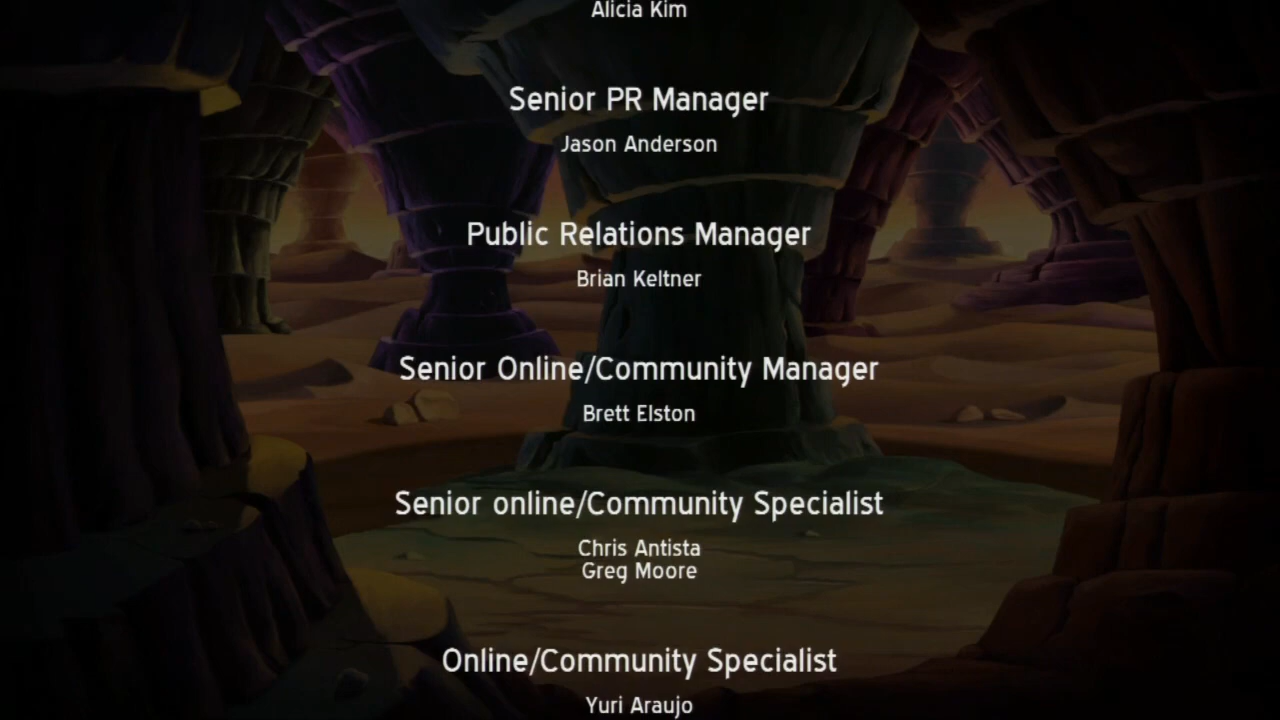 Alicia Kim
Senior PR Manager
Jason Anderson
Public Relations Manager
Brian Keltner
Senior Online/Community Manager
Brett Elston
Senior online/Community Specialist
Chris Antista
Greg Moore
Online/Community Specialist
Yuri Araujo